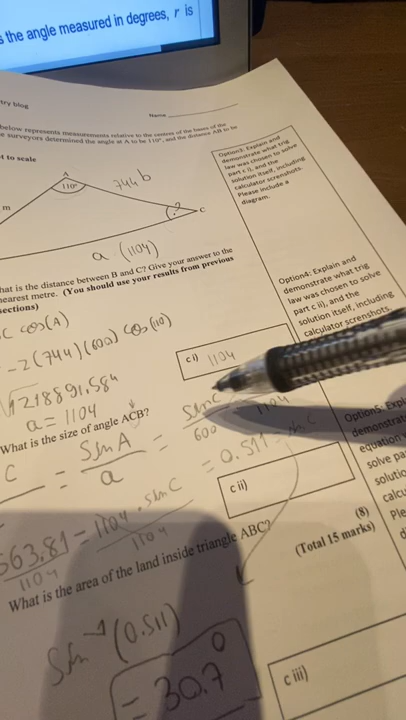 s the angle measured in degrees, r is
try blog
Name
below represents measurements relative to the centres of the bases of the
e surveyors determined the angle at A to be 110°, and the distance AB to be
t to scale
A
110°
744 b
m
?
C
a (1104)
Option3: Explain and
demonstrate what trig
law was chosen to solve
part c i), and the
solution itself, including
calculator screnshots.
Please include a
diagram.
hat is the distance between B and C? Give your answer to the
nearest metre. (You should use your results from previous
sections)
c cos(A)
-2(744)(600) cos(110)
√1218891.584
a = 1104
c i) 1104
Option4: Explain and
demonstrate what trig
law was chosen to solve
part c ii), and the
solution itself, including
calculator screnshots.
What is the size of angle ACB?
C = SinA / a = SinC / 600
1104
= 0.511 = sin C
563.81 / 1104 = 1104 · sin C / 1104
c ii)
Option5: Expl
demonstrat
equation
solve pa
solutio
calcu
Ple
d
(8)
(Total 15 marks)
What is the area of the land inside triangle ABC?
Sin⁻¹ (0.511)
= 30.7°
c iii)